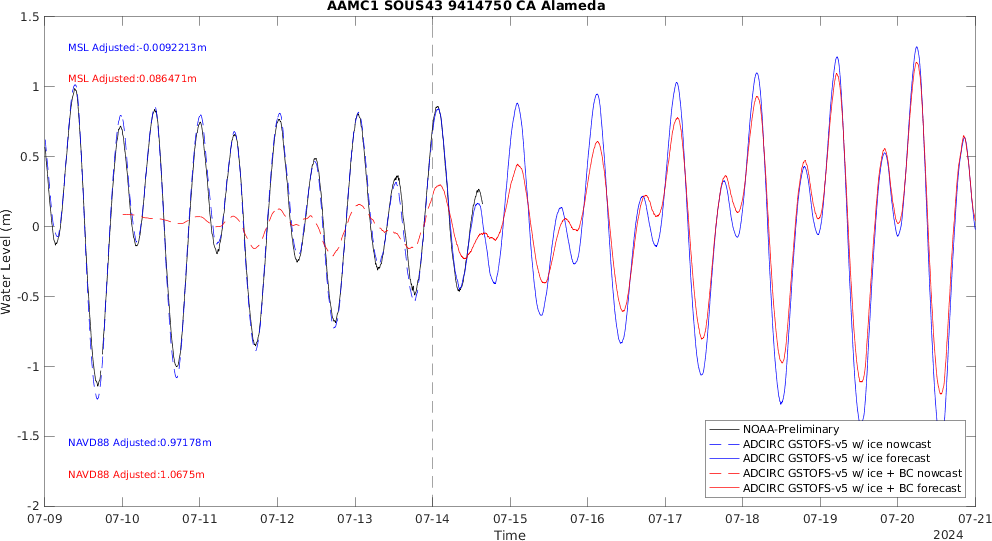 AAMC1 SOUS43 9414750 CA Alameda
1.5
1
0.5
0
-0.5
-1
-1.5
-2
Water Level (m)
MSL Adjusted:-0.0092213m
MSL Adjusted:0.086471m
NAVD88 Adjusted:0.97178m
NAVD88 Adjusted:1.0675m
NOAA-Preliminary
ADCIRC GSTOFS-v5 w/ ice nowcast
ADCIRC GSTOFS-v5 w/ ice forecast
ADCIRC GSTOFS-v5 w/ ice + BC nowcast
ADCIRC GSTOFS-v5 w/ ice + BC forecast
07-09 07-10 07-11 07-12 07-13 07-14 07-15 07-16 07-17 07-18 07-19 07-20 07-21
Time
2024